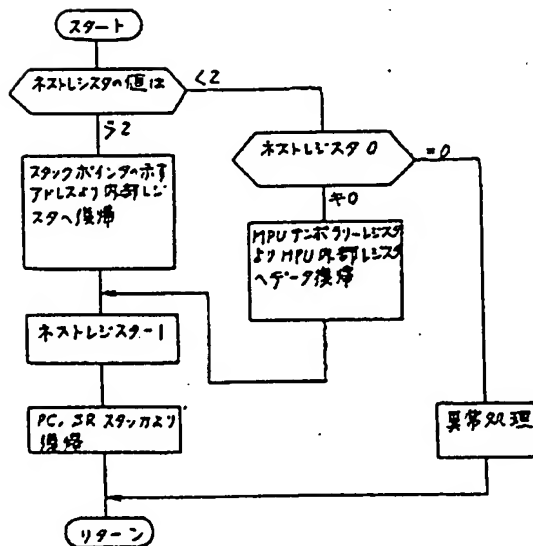 スタート
ネストレジスタの値は
<2
≧2
ネストレジスタ0
=0
≠0
スタックポインタの示す
アドレスより内部レジ
スタへ復帰
MPUテンポラリーレジスタ
よりMPU内部レジスタ
へデータ復帰
ネストレジスター1
PC、SRスタックより
復帰
異常処理
リターン